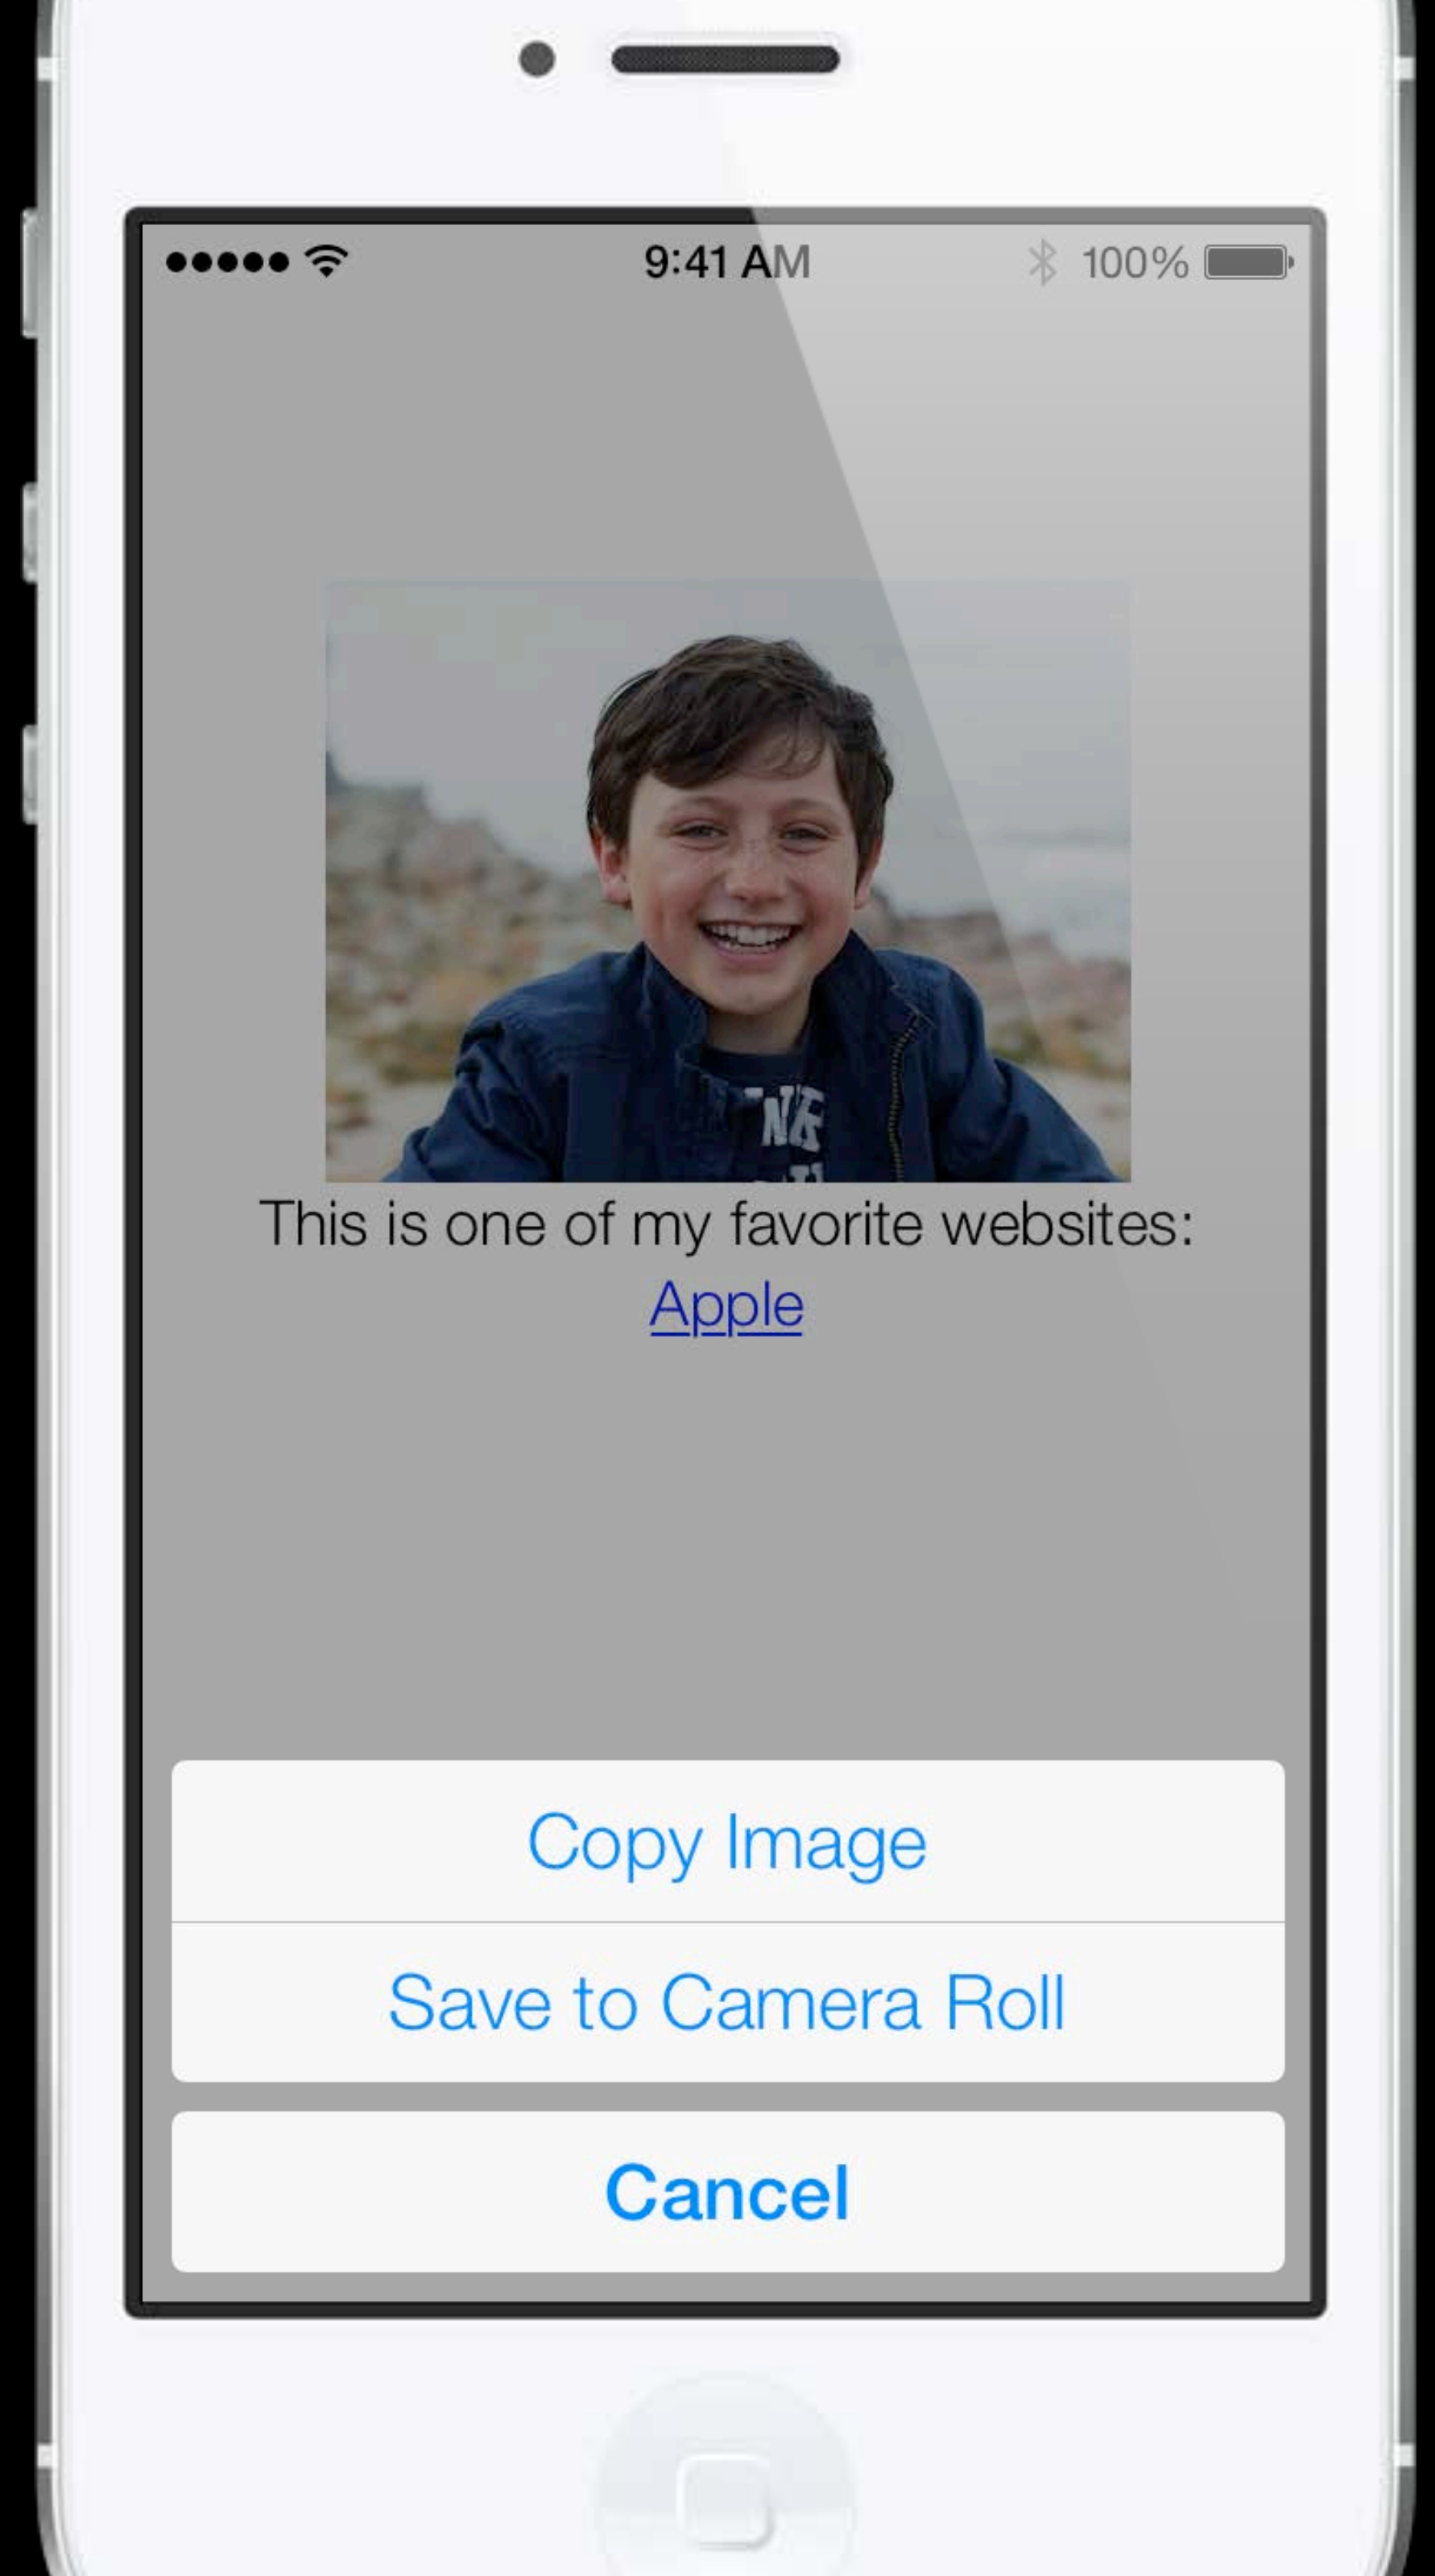 9:41 AM 100%
This is one of my favorite websites:
Apple
Copy Image
Save to Camera Roll
Cancel